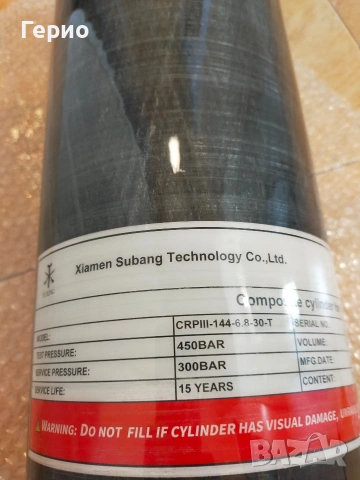 Герио
Xiamen Subang Technology Co.,Ltd.
Composite cylinder
MODEL: CRPIII-144-6.8-30-T SERIAL NO.
TEST PRESSURE: 450BAR VOLUME:
SERVICE PRESSURE: 300BAR MFG.DATE:
SERVICE LIFE: 15 YEARS CONTENT:
WARNING: DO NOT FILL IF CYLINDER HAS VISUAL DAMAGE,
BAZAR